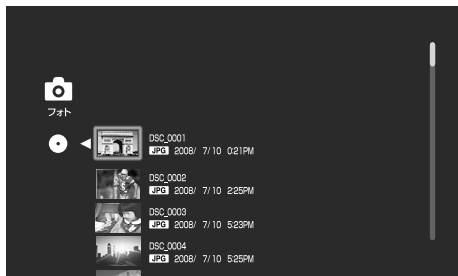 フォト
DSC_0001
JPG 2008/ 7/10 0:21PM
DSC_0002
JPG 2008/ 7/10 2:25PM
DSC_0003
JPG 2008/ 7/10 5:23PM
DSC_0004
JPG 2008/ 7/10 5:25PM